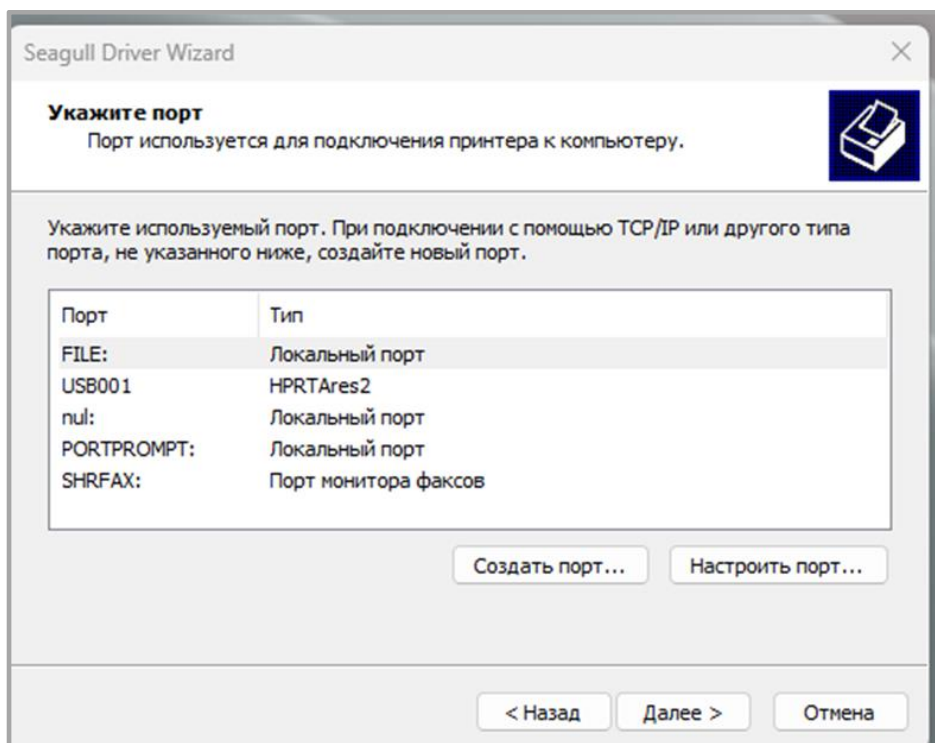 Seagull Driver Wizard
Укажите порт
Порт используется для подключения принтера к компьютеру.
Укажите используемый порт. При подключении с помощью TCP/IP или другого типа
порта, не указанного ниже, создайте новый порт.
Порт Тип
FILE: Локальный порт
USB001 HPRTAres2
nul: Локальный порт
PORTPROMPT: Локальный порт
SHRFAX: Порт монитора факсов
Создать порт... Настроить порт...
< Назад Далее > Отмена